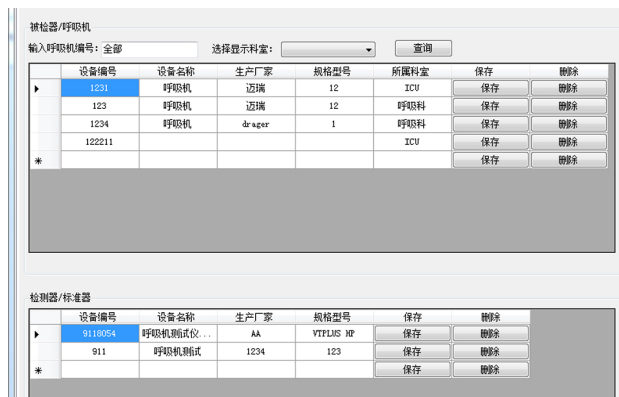 被检器/呼吸机
输入呼吸机编号: 全部 选择显示科室: 查询
设备编号 设备名称 生产厂家 规格型号 所属科室 保存 删除
1231 呼吸机 迈瑞 12 ICU 保存 删除
123 呼吸机 迈瑞 12 呼吸科 保存 删除
1234 呼吸机 drager 1 呼吸科 保存 删除
122211 ICU 保存 删除
保存 删除
检测器/标准器
设备编号 设备名称 生产厂家 规格型号 保存 删除
9118054 呼吸机测试仪... AA VTPLUS HF 保存 删除
911 呼吸机测试 1234 123 保存 删除
保存 删除